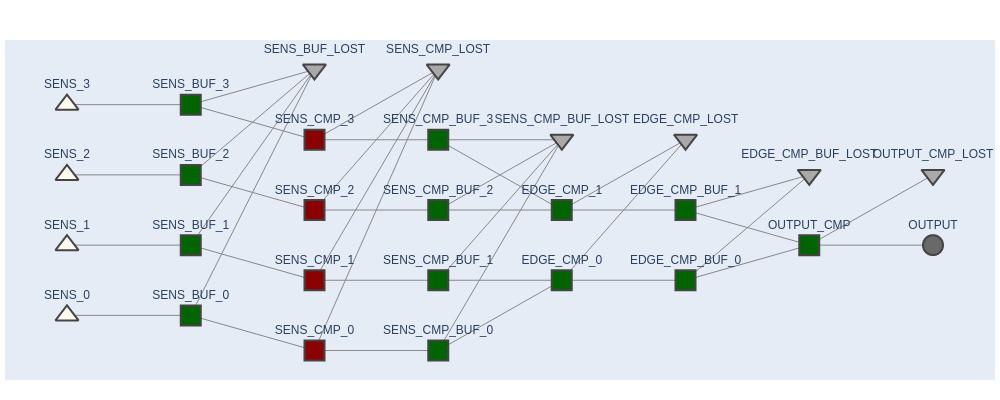 SENS_BUF_LOST SENS_CMP_LOST
SENS_3 SENS_BUF_3
SENS_CMP_3 SENS_CMP_BUF_3 SENS_CMP_BUF_LOST EDGE_CMP_LOST
SENS_2 SENS_BUF_2 EDGE_CMP_BUF_LOST OUTPUT_CMP_LOST
SENS_CMP_2 SENS_CMP_BUF_2 EDGE_CMP_1 EDGE_CMP_BUF_1
SENS_1 SENS_BUF_1 OUTPUT_CMP OUTPUT
SENS_CMP_1 SENS_CMP_BUF_1 EDGE_CMP_0 EDGE_CMP_BUF_0
SENS_0 SENS_BUF_0
SENS_CMP_0 SENS_CMP_BUF_0